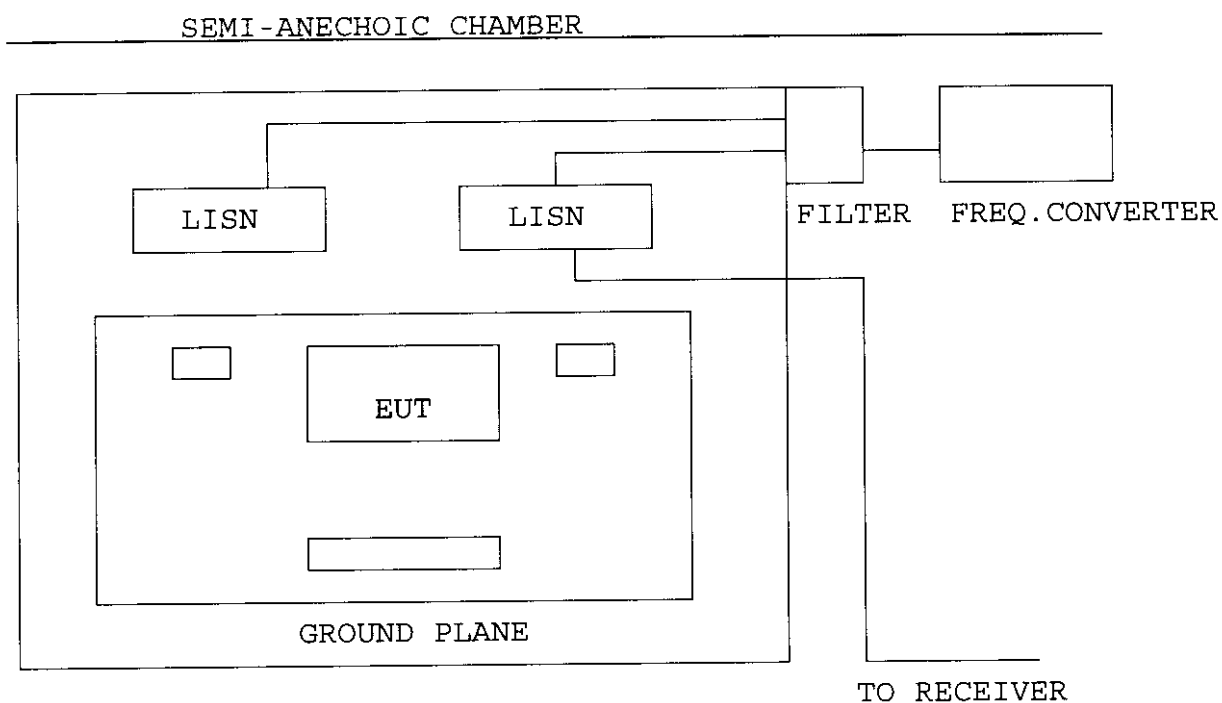 SEMI-ANECHOIC CHAMBER
LISN
LISN
FILTER
FREQ.CONVERTER
EUT
GROUND PLANE
TO RECEIVER